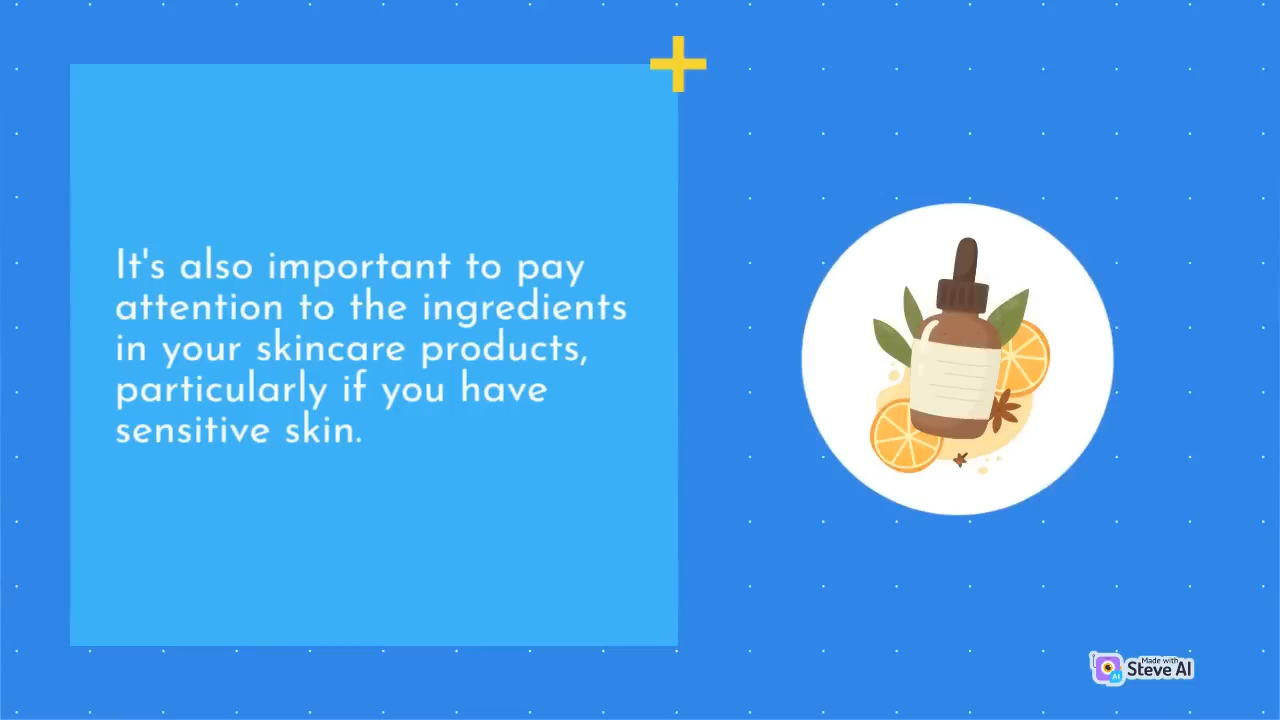 It's also important to pay
attention to the ingredients
in your skincare products,
particularly if you have
sensitive skin.
Made with
Steve AI
AI